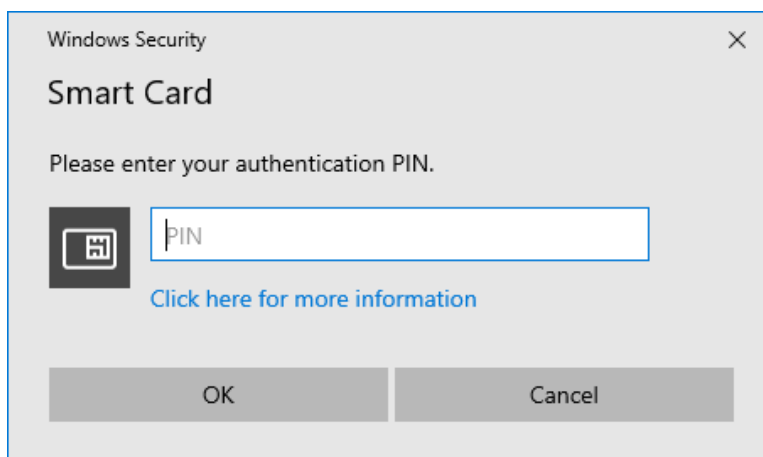 Windows Security
Smart Card
Please enter your authentication PIN.
PIN
Click here for more information
OK
Cancel